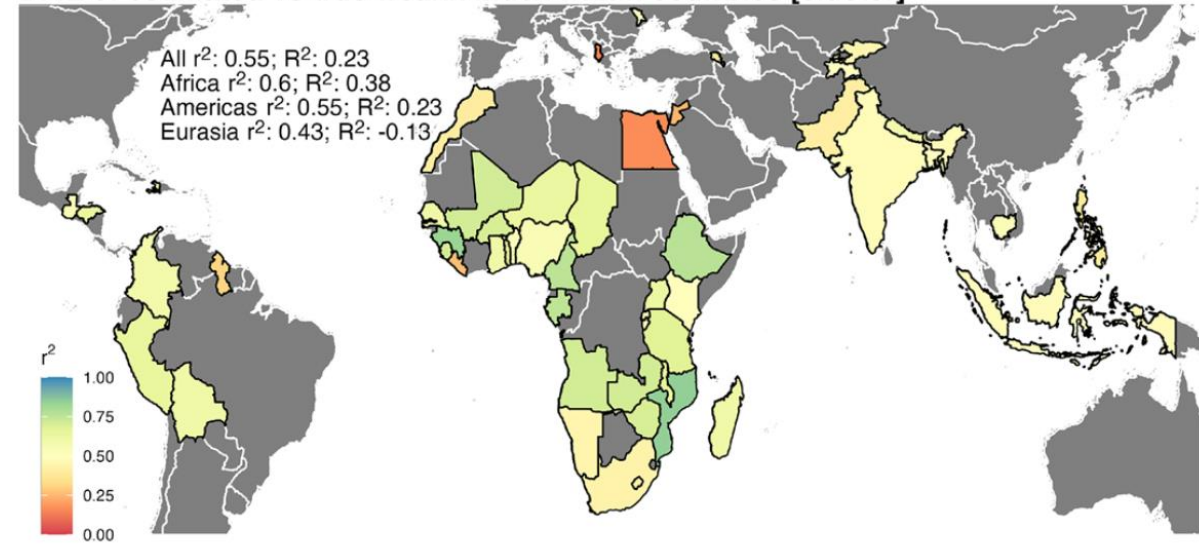 All r²: 0.55; R²: 0.23
Africa r²: 0.6; R²: 0.38
Americas r²: 0.55; R²: 0.23
Eurasia r²: 0.43; R²: -0.13
r²
1.00
0.75
0.50
0.25
0.00